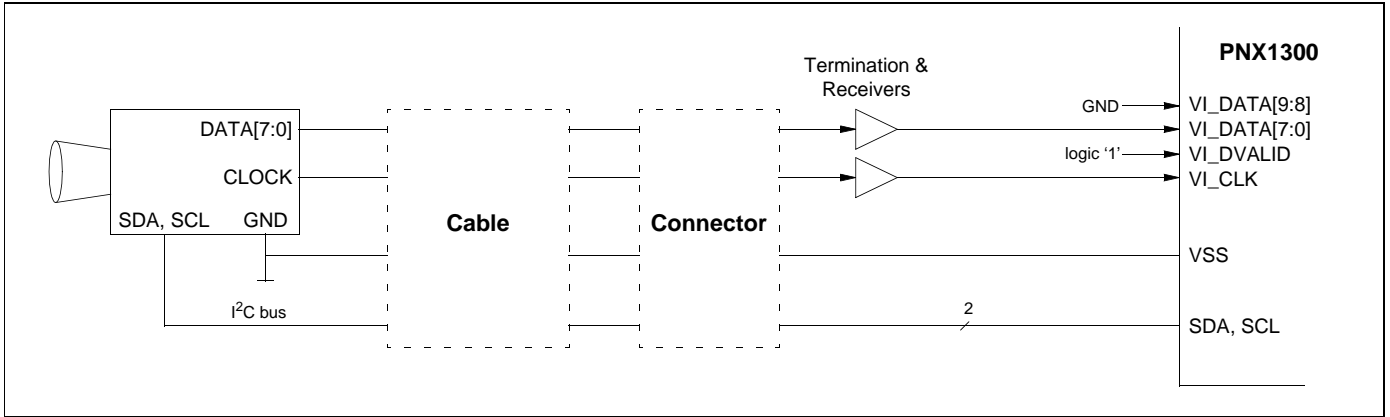 PNX1300
Termination &
Receivers
GND
VI_DATA[9:8]
DATA[7:0]
VI_DATA[7:0]
logic ‘1’
VI_DVALID
CLOCK
VI_CLK
SDA, SCL GND
Cable
Connector
VSS
I²C bus
2
SDA, SCL